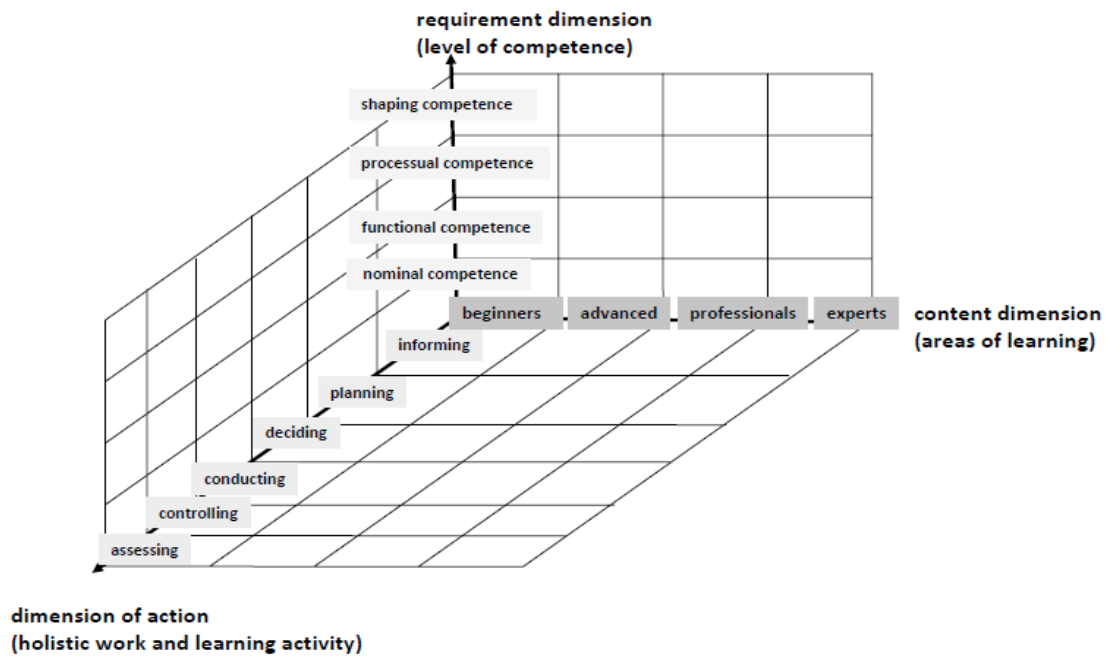 requirement dimension
(level of competence)
shaping competence
processual competence
functional competence
nominal competence
beginners
advanced
professionals
experts
content dimension
(areas of learning)
informing
planning
deciding
conducting
controlling
assessing
dimension of action
(holistic work and learning activity)